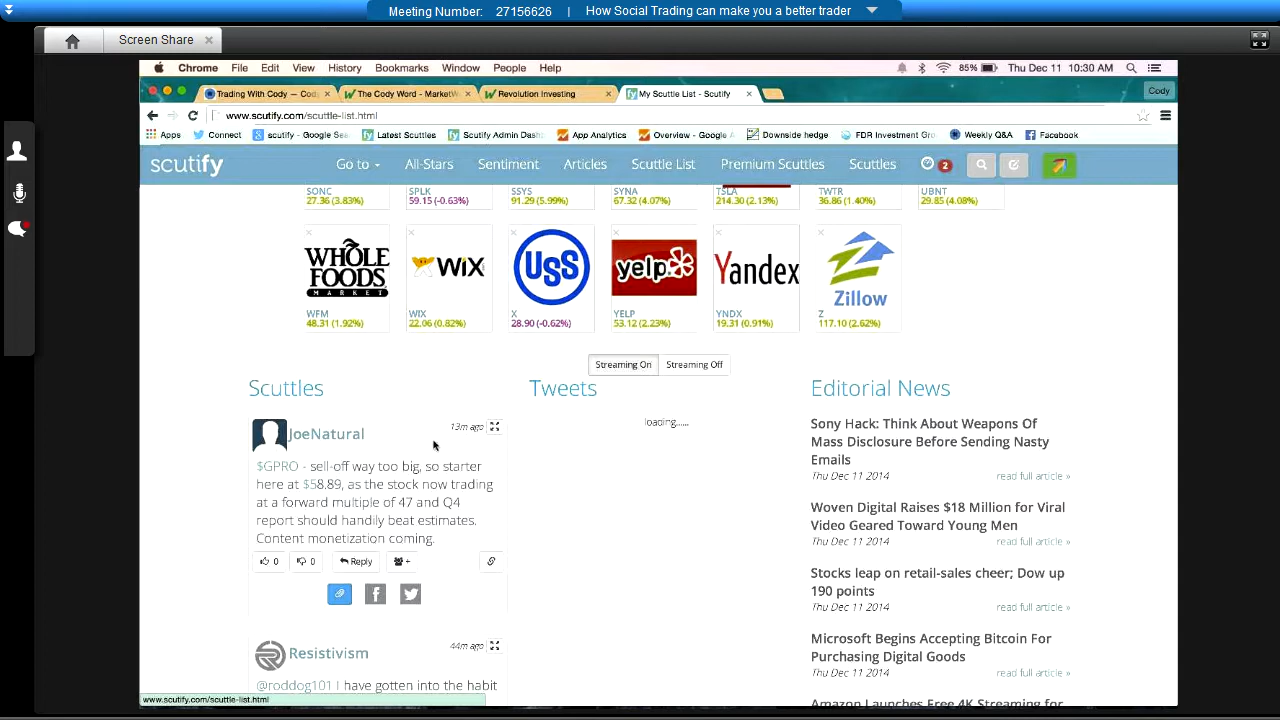 Meeting Number: 27156626 | How Social Trading can make you a better trader
Screen Share
Chrome File Edit View History Bookmarks Window People Help 85% Thu Dec 11 10:30 AM
Trading With Cody — Cod The Cody Word - MarketW Revolution Investing My Scuttle List - Scutify Cody
www.scutify.com/scuttle-list.html
Apps Connect scutify - Google Sea Latest Scuttles Scutify Admin Dash App Analytics Overview - Google A Downside hedge FDR Investment Gro Weekly Q&A Facebook
scutify Go to All-Stars Sentiment Articles Scuttle List Premium Scuttles Scuttles 2
SONC SPLK SSYS SYNA TSLA TWTR UBNT
27.36 (3.83%) 59.15 (-0.63%) 91.29 (5.99%) 67.32 (4.07%) 214.30 (2.13%) 36.86 (1.40%) 29.85 (4.08%)
WHOLE FOODS MARKET WiX USS yelp Yandex Zillow
WFM WIX X YELP YNDX Z
48.31 (1.92%) 22.06 (0.82%) 28.90 (-0.62%) 53.12 (2.23%) 19.31 (0.91%) 117.10 (2.62%)
Streaming On Streaming Off
Scuttles Tweets Editorial News
JoeNatural 13m ago
$GPRO - sell-off way too big, so starter
here at $58.89, as the stock now trading
at a forward multiple of 47 and Q4
report should handily beat estimates.
Content monetization coming.
0 0 Reply +
Resistivism 44m ago
@roddog101 I have gotten into the habit
loading......
Sony Hack: Think About Weapons Of
Mass Disclosure Before Sending Nasty
Emails
Thu Dec 11 2014 read full article »
Woven Digital Raises $18 Million for Viral
Video Geared Toward Young Men
Thu Dec 11 2014 read full article »
Stocks leap on retail-sales cheer; Dow up
190 points
Thu Dec 11 2014 read full article »
Microsoft Begins Accepting Bitcoin For
Purchasing Digital Goods
Thu Dec 11 2014 read full article »
Amazon Launches Free 4K Streaming for
www.scutify.com/scuttle-list.html